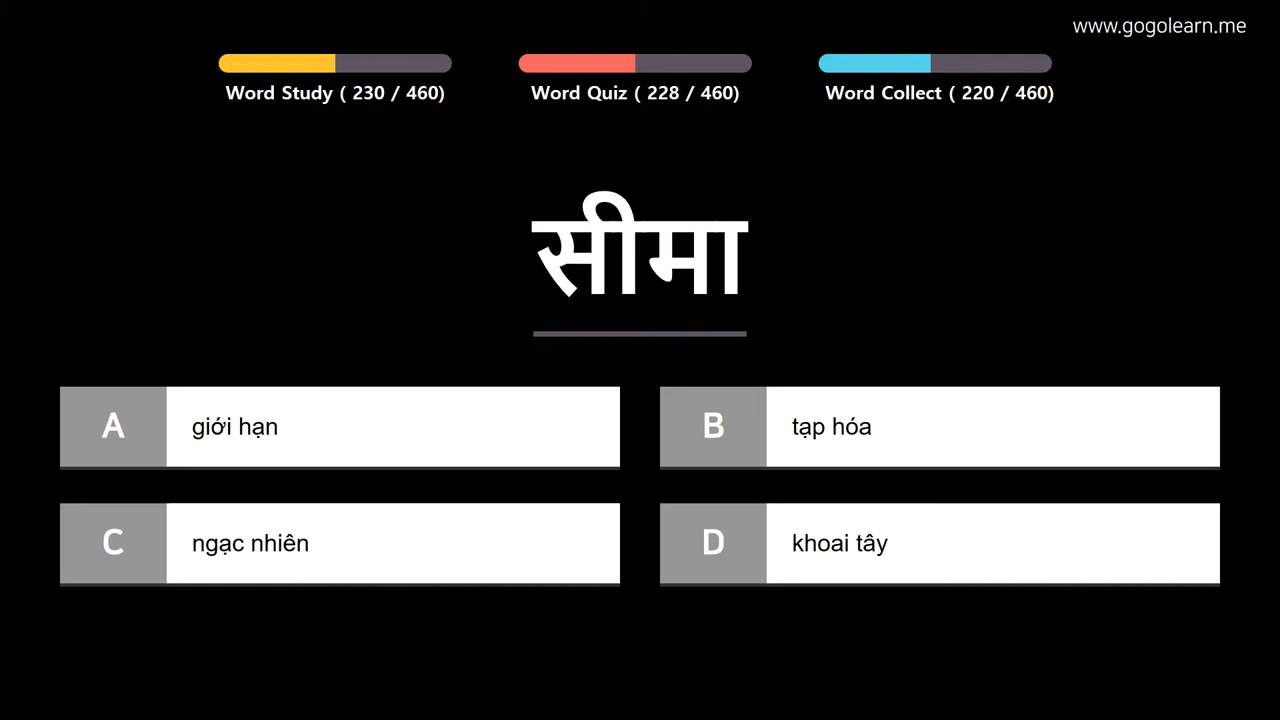 www.gogolearn.me
Word Study ( 230 / 460)
Word Quiz ( 228 / 460)
Word Collect ( 220 / 460)
सीमा
A
giới hạn
B
tạp hóa
C
ngạc nhiên
D
khoai tây